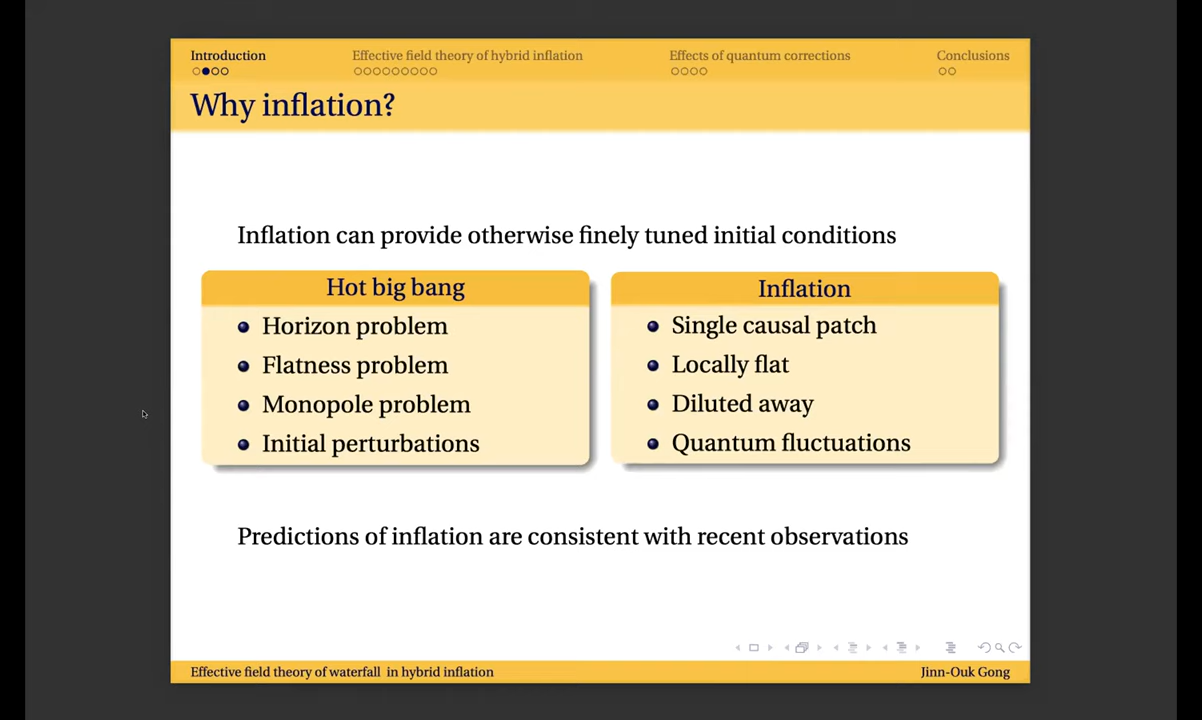 Introduction
Effective field theory of hybrid inflation
Effects of quantum corrections
Conclusions
Why inflation?
Inflation can provide otherwise finely tuned initial conditions
Hot big bang
Horizon problem
Flatness problem
Monopole problem
Initial perturbations
Inflation
Single causal patch
Locally flat
Diluted away
Quantum fluctuations
Predictions of inflation are consistent with recent observations
Effective field theory of waterfall in hybrid inflation
Jinn-Ouk Gong